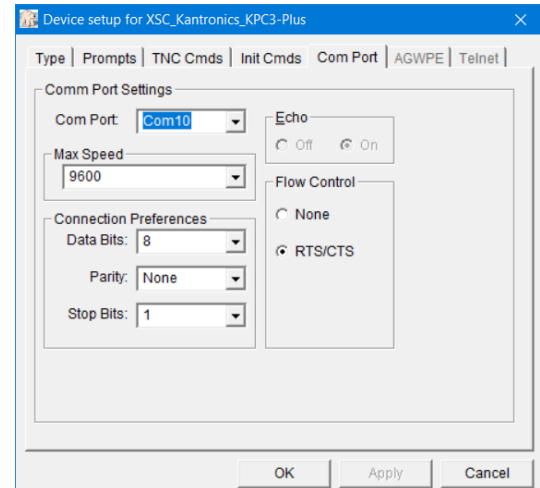 Device setup for XSC_Kantronics_KPC3-Plus
Type Prompts TNC Cmds Init Cmds Com Port AGWPE Telnet
Comm Port Settings
Com Port: Com10
Max Speed
9600
Connection Preferences
Data Bits: 8
Parity: None
Stop Bits: 1
Echo
Off On
Flow Control
None
RTS/CTS
OK Apply Cancel